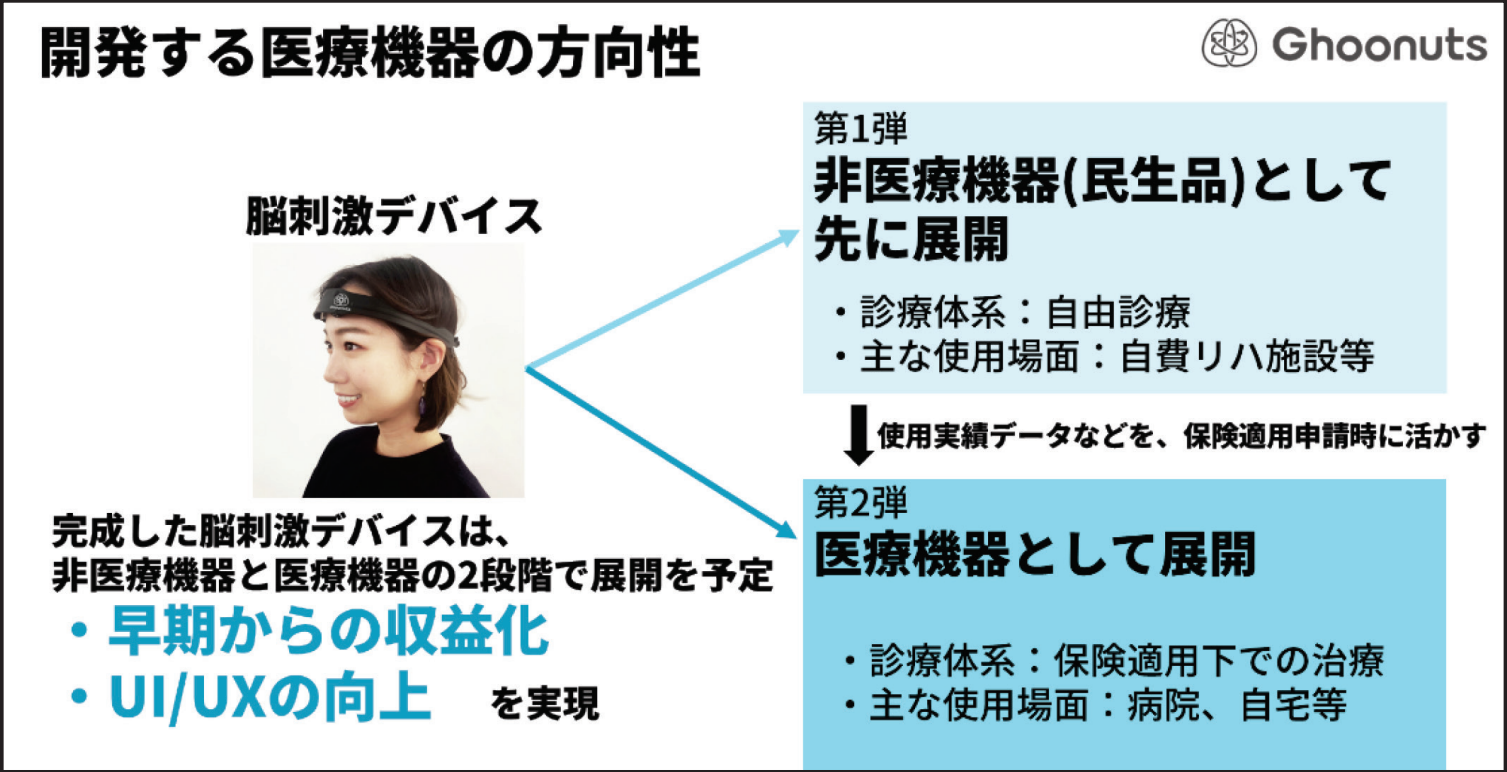 開発する医療機器の方向性
Ghoonuts
脳刺激デバイス
完成した脳刺激デバイスは、
非医療機器と医療機器の2段階で展開を予定
・早期からの収益化
・UI/UXの向上 を実現
第1弾
非医療機器(民生品)として
先に展開
・診療体系：自由診療
・主な使用場面：自費リハ施設等
使用実績データなどを、保険適用申請時に活かす
第2弾
医療機器として展開
・診療体系：保険適用下での治療
・主な使用場面：病院、自宅等